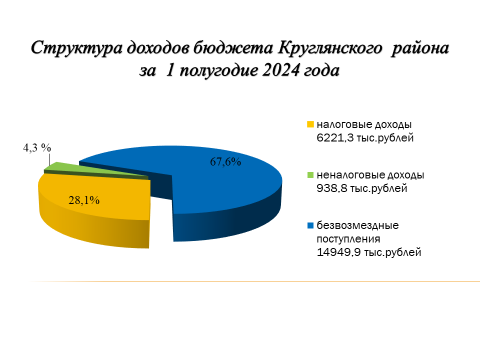 Структура доходов бюджета Круглянского района
за 1 полугодие 2024 года
4,3 %
67,6%
28,1%
налоговые доходы
6221,3 тыс.рублей
неналоговые доходы
938,8 тыс.рублей
безвозмездные
поступления
14949,9 тыс.рублей